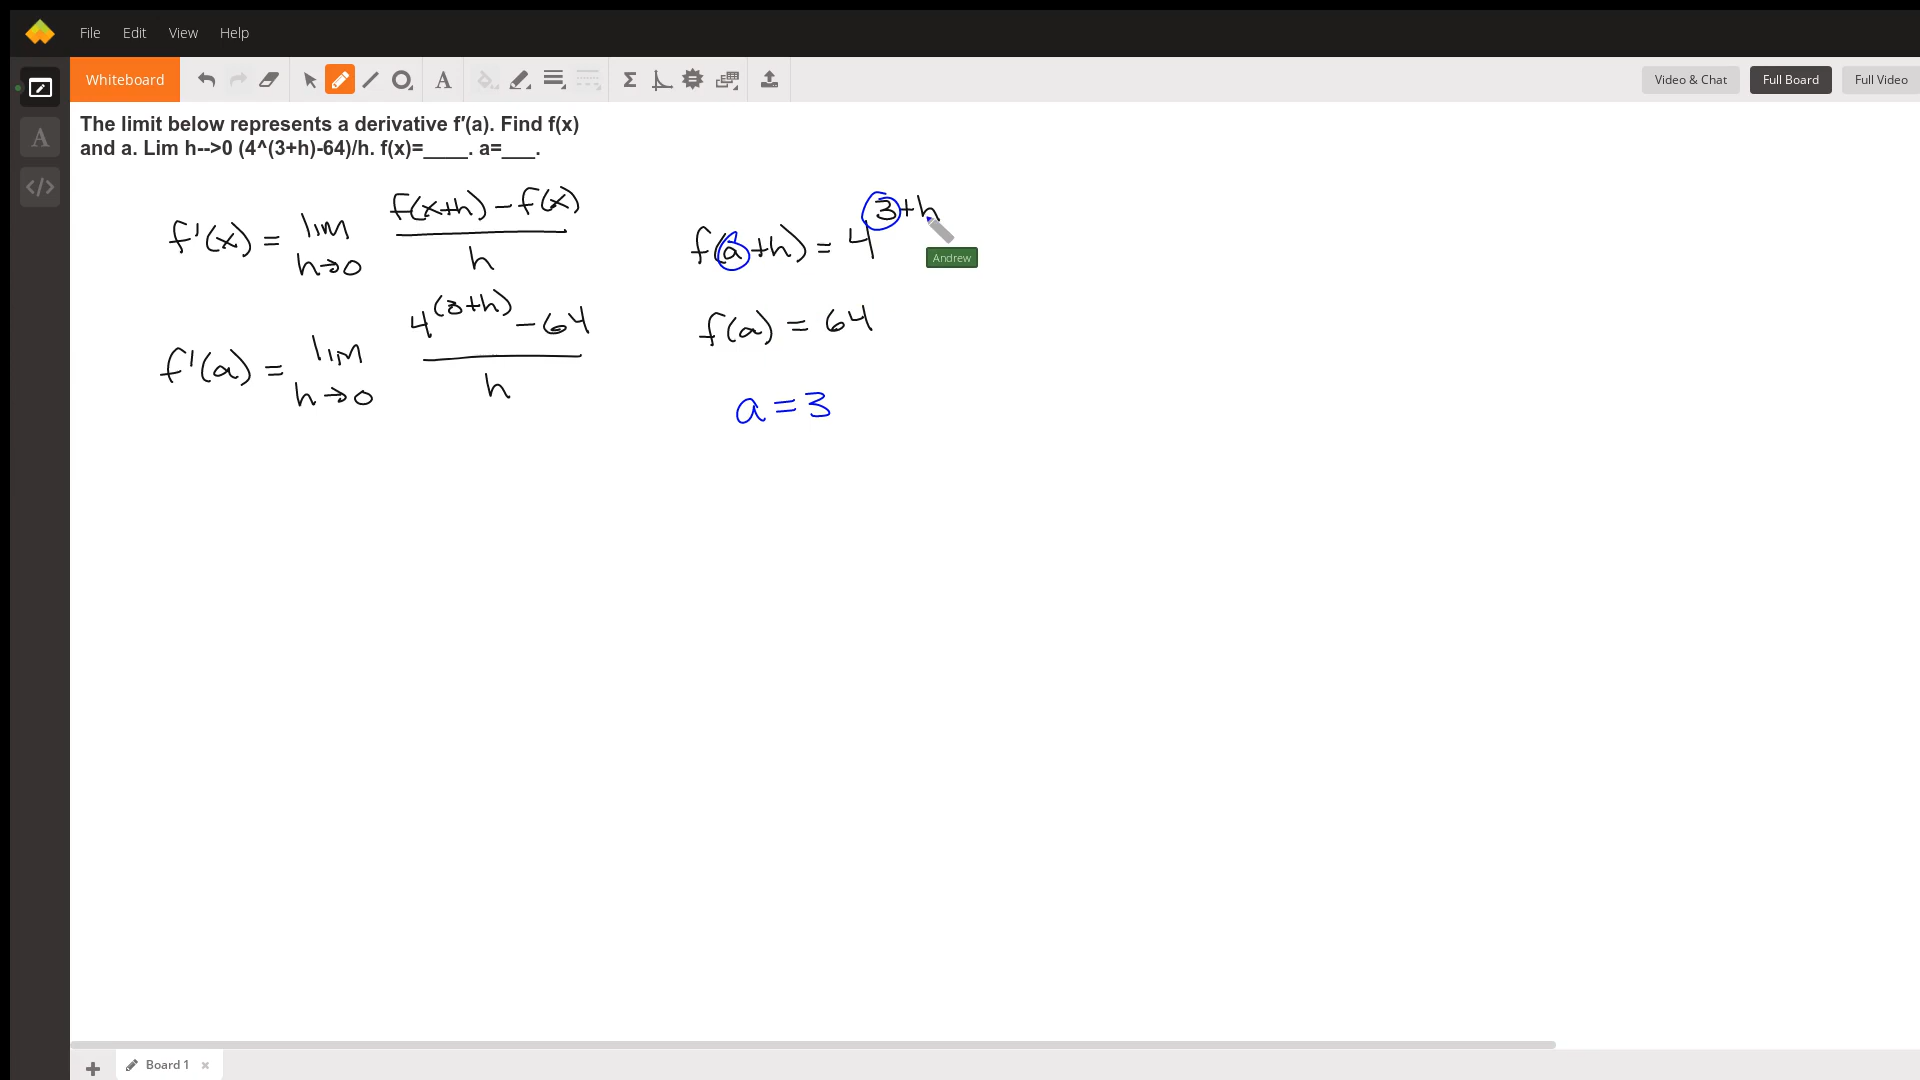 File Edit View Help
Whiteboard
A
Σ
Video & Chat
Full Board
Full Video
A
</>
The limit below represents a derivative f'(a). Find f(x)
and a. Lim h-->0 (4^(3+h)-64)/h. f(x)=____. a=___.
f'(x) = lim h→0 f(x+h) - f(x) / h
f'(a) = lim h→0 4^(3+h) - 64 / h
f(a+h) = 4^3+h
Andrew
f(a) = 64
a = 3
+ Board 1 ×